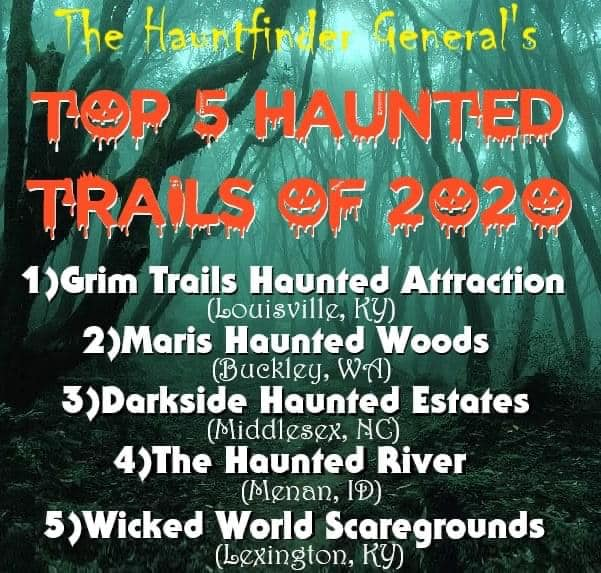 The Hauntfinder General's
TOP 5 HAUNTED
TRAILS OF 2020
1)Grim Trails Haunted Attraction
(Louisville, KY)
2)Maris Haunted Woods
(Buckley, WA)
3)Darkside Haunted Estates
(Middlesex, NC)
4)The Haunted River
(Menan, ID)
5)Wicked World Scaregrounds
(Lexington, KY)